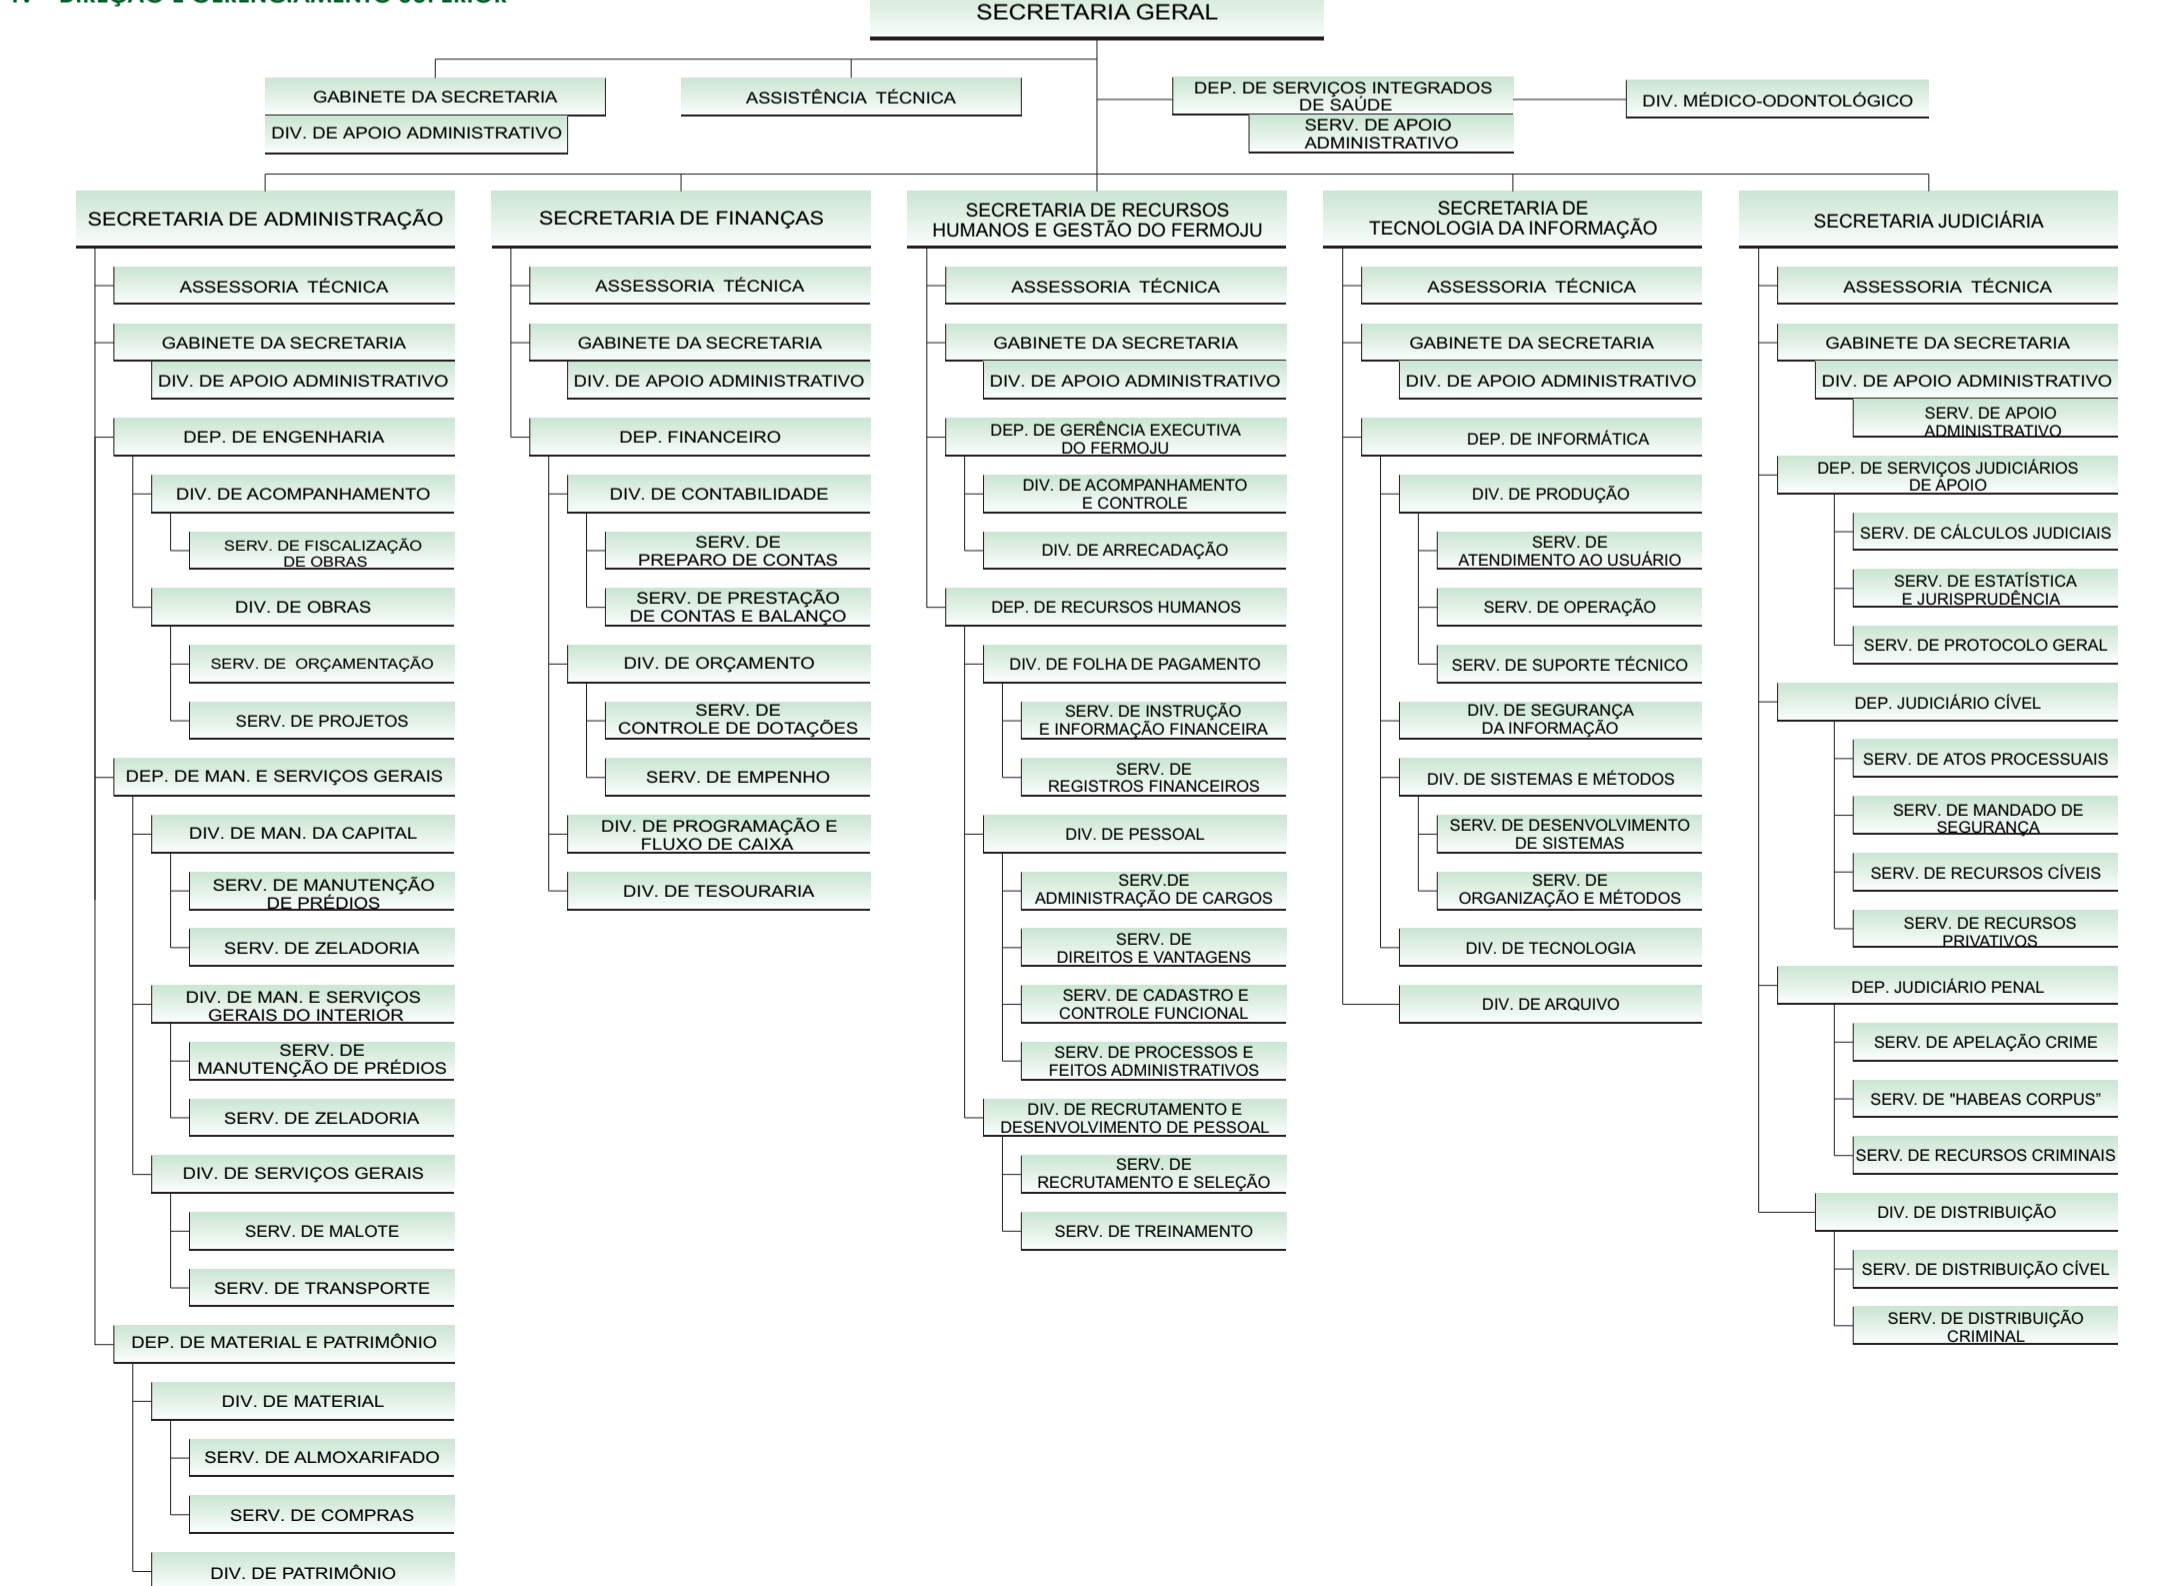 IV - DIREÇÃO E GERENCIAMENTO SUPERIOR
SECRETARIA GERAL
GABINETE DA SECRETARIA
DIV. DE APOIO ADMINISTRATIVO
ASSISTÊNCIA TÉCNICA
DEP. DE SERVIÇOS INTEGRADOS
DE SAÚDE
SERV. DE APOIO
ADMINISTRATIVO
DIV. MÉDICO-ODONTOLÓGICO
SECRETARIA DE ADMINISTRAÇÃO
ASSESSORIA TÉCNICA
GABINETE DA SECRETARIA
DIV. DE APOIO ADMINISTRATIVO
DEP. DE ENGENHARIA
DIV. DE ACOMPANHAMENTO
SERV. DE FISCALIZAÇÃO
DE OBRAS
DIV. DE OBRAS
SERV. DE ORÇAMENTAÇÃO
SERV. DE PROJETOS
DEP. DE MAN. E SERVIÇOS GERAIS
DIV. DE MAN. DA CAPITAL
SERV. DE MANUTENÇÃO
DE PRÉDIOS
SERV. DE ZELADORIA
DIV. DE MAN. E SERVIÇOS
GERAIS DO INTERIOR
SERV. DE
MANUTENÇÃO DE PRÉDIOS
SERV. DE ZELADORIA
DIV. DE SERVIÇOS GERAIS
SERV. DE MALOTE
SERV. DE TRANSPORTE
DEP. DE MATERIAL E PATRIMÔNIO
DIV. DE MATERIAL
SERV. DE ALMOXARIFADO
SERV. DE COMPRAS
DIV. DE PATRIMÔNIO
SECRETARIA DE FINANÇAS
ASSESSORIA TÉCNICA
GABINETE DA SECRETARIA
DIV. DE APOIO ADMINISTRATIVO
DEP. FINANCEIRO
DIV. DE CONTABILIDADE
SERV. DE
PREPARO DE CONTAS
SERV. DE PRESTAÇÃO
DE CONTAS E BALANÇO
DIV. DE ORÇAMENTO
SERV. DE
CONTROLE DE DOTAÇÕES
SERV. DE EMPENHO
DIV. DE PROGRAMAÇÃO E
FLUXO DE CAIXA
DIV. DE TESOURARIA
SECRETARIA DE RECURSOS
HUMANOS E GESTÃO DO FERMOJU
ASSESSORIA TÉCNICA
GABINETE DA SECRETARIA
DIV. DE APOIO ADMINISTRATIVO
DEP. DE GERÊNCIA EXECUTIVA
DO FERMOJU
DIV. DE ACOMPANHAMENTO
E CONTROLE
DIV. DE ARRECADAÇÃO
DEP. DE RECURSOS HUMANOS
DIV. DE FOLHA DE PAGAMENTO
SERV. DE INSTRUÇÃO
E INFORMAÇÃO FINANCEIRA
SERV. DE
REGISTROS FINANCEIROS
DIV. DE PESSOAL
SERV.DE
ADMINISTRAÇÃO DE CARGOS
SERV. DE
DIREITOS E VANTAGENS
SERV. DE CADASTRO E
CONTROLE FUNCIONAL
SERV. DE PROCESSOS E
FEITOS ADMINISTRATIVOS
DIV. DE RECRUTAMENTO E
DESENVOLVIMENTO DE PESSOAL
SERV. DE
RECRUTAMENTO E SELEÇÃO
SERV. DE TREINAMENTO
SECRETARIA DE
TECNOLOGIA DA INFORMAÇÃO
ASSESSORIA TÉCNICA
GABINETE DA SECRETARIA
DIV. DE APOIO ADMINISTRATIVO
DEP. DE INFORMÁTICA
DIV. DE PRODUÇÃO
SERV. DE
ATENDIMENTO AO USUÁRIO
SERV. DE OPERAÇÃO
SERV. DE SUPORTE TÉCNICO
DIV. DE SEGURANÇA
DA INFORMAÇÃO
DIV. DE SISTEMAS E MÉTODOS
SERV. DE DESENVOLVIMENTO
DE SISTEMAS
SERV. DE
ORGANIZAÇÃO E MÉTODOS
DIV. DE TECNOLOGIA
DIV. DE ARQUIVO
SECRETARIA JUDICIÁRIA
ASSESSORIA TÉCNICA
GABINETE DA SECRETARIA
DIV. DE APOIO ADMINISTRATIVO
SERV. DE APOIO
ADMINISTRATIVO
DEP. DE SERVIÇOS JUDICIÁRIOS
DE APOIO
SERV. DE CÁLCULOS JUDICIAIS
SERV. DE ESTATÍSTICA
E JURISPRUDÊNCIA
SERV. DE PROTOCOLO GERAL
DEP. JUDICIÁRIO CÍVEL
SERV. DE ATOS PROCESSUAIS
SERV. DE MANDADO DE
SEGURANÇA
SERV. DE RECURSOS CÍVEIS
SERV. DE RECURSOS
PRIVATIVOS
DEP. JUDICIÁRIO PENAL
SERV. DE APELAÇÃO CRIME
SERV. DE "HABEAS CORPUS”
SERV. DE RECURSOS CRIMINAIS
DIV. DE DISTRIBUIÇÃO
SERV. DE DISTRIBUIÇÃO CÍVEL
SERV. DE DISTRIBUIÇÃO
CRIMINAL